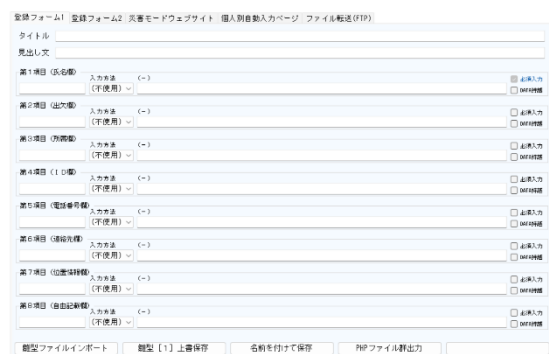 登録フォーム1 登録フォーム2 災害モードウェブサイト 個人別自動入力ページ ファイル転送(FTP)
タイトル
見出し文
第1項目（氏名欄）
入力方法 (－)
(不使用) 必須入力
DATA待避
第2項目（出欠欄）
入力方法 (－)
(不使用) 必須入力
第3項目（所属欄）
入力方法 (－)
(不使用) 必須入力
第4項目（ＩＤ欄）
入力方法 (－)
(不使用) 必須入力
第5項目（電話番号欄）
入力方法 (－)
(不使用) 必須入力
第6項目（連絡先欄）
入力方法 (－)
(不使用) 必須入力
第7項目（位置情報欄）
入力方法 (－)
(不使用) 必須入力
第8項目（自由記載欄）
入力方法 (－)
(不使用) 必須入力
雛型ファイルインポート 雛型［1］上書保存 名前を付けて保存 PHPファイル群出力